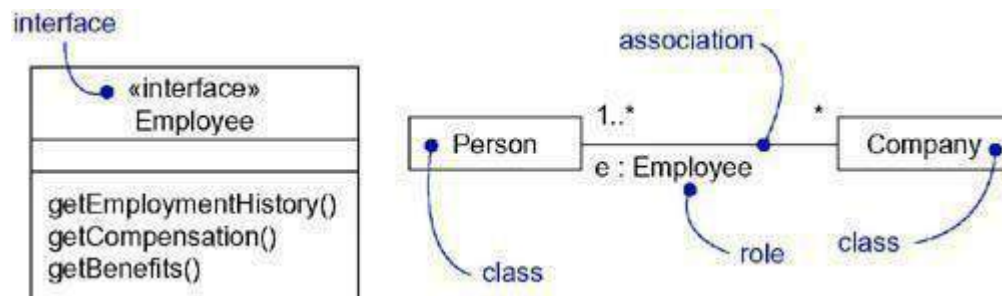 interface
«interface»
Employee
getEmploymentHistory()
getCompensation()
getBenefits()
association
1..*
*
Person
Company
e : Employee
class
role
class